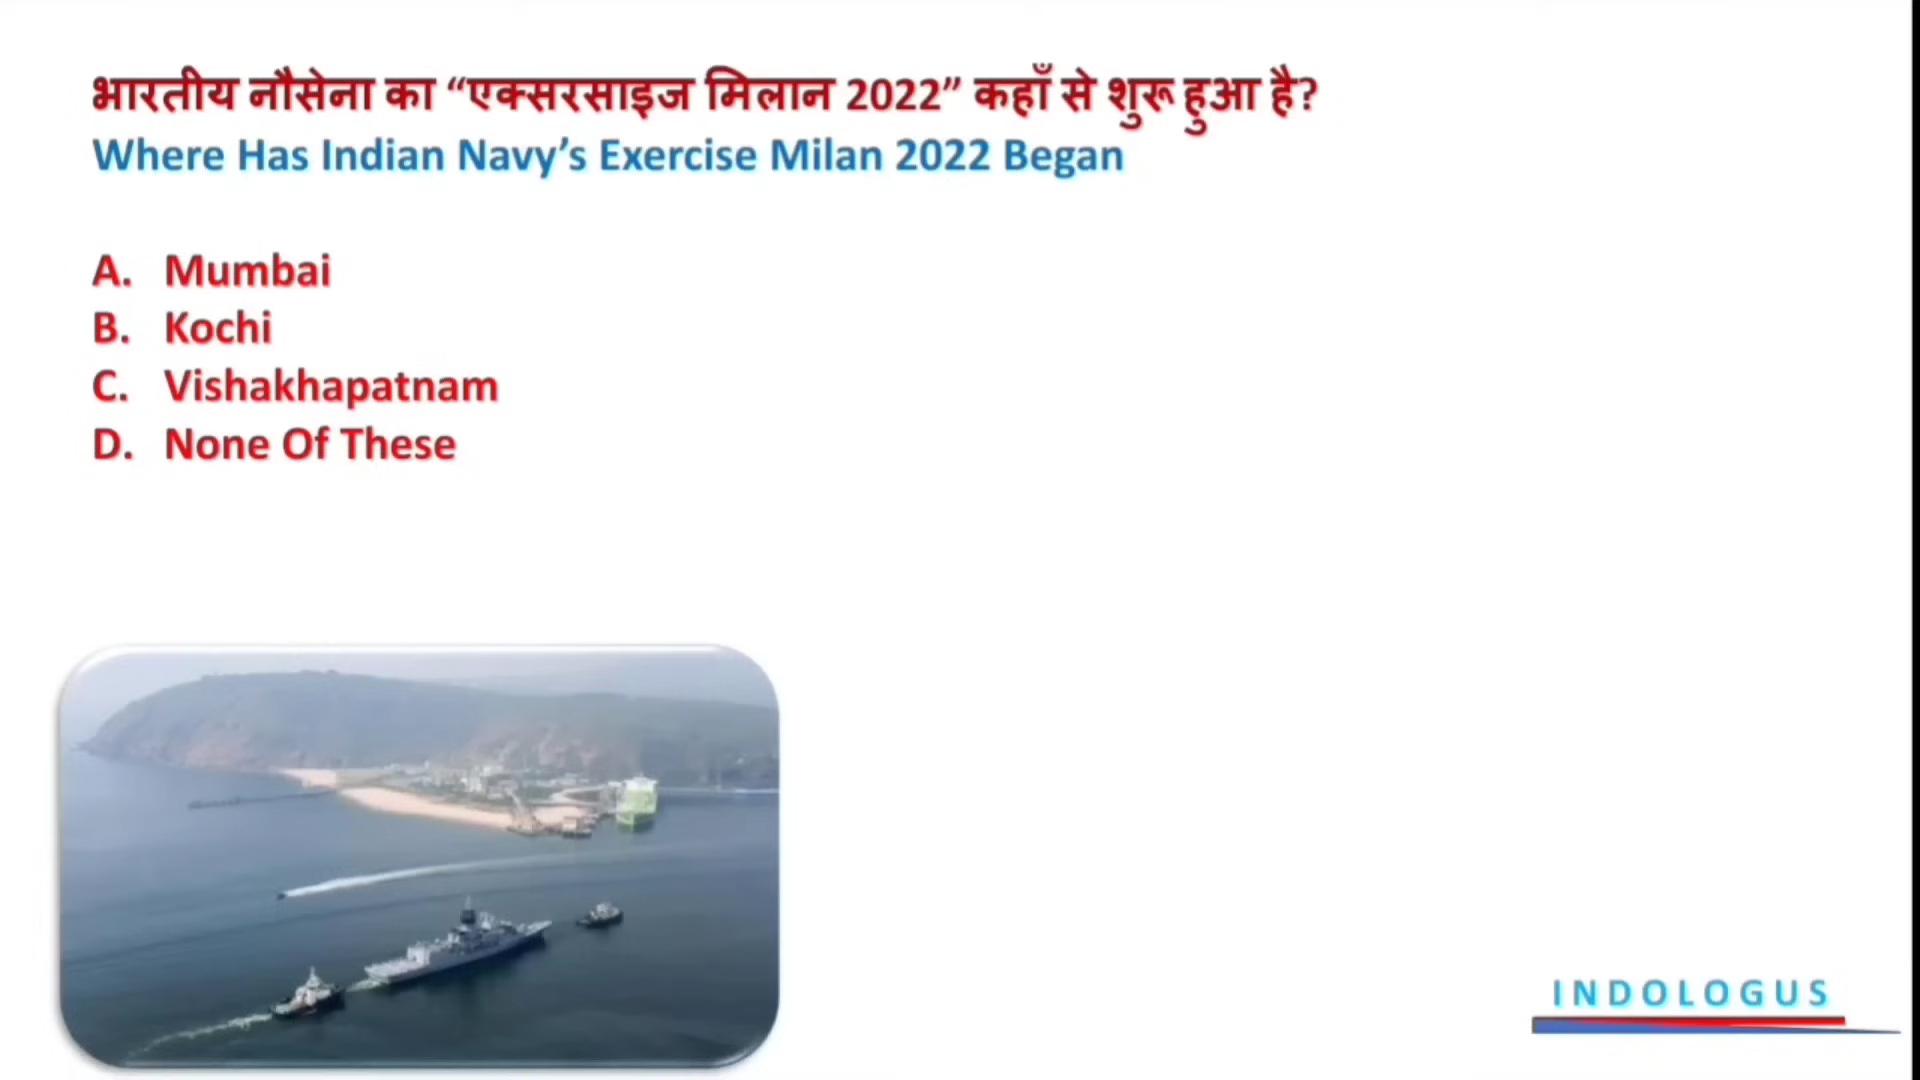 भारतीय नौसेना का “एक्सरसाइज मिलान 2022” कहाँ से शुरू हुआ है?
Where Has Indian Navy’s Exercise Milan 2022 Began
A. Mumbai
B. Kochi
C. Vishakhapatnam
D. None Of These
INDOLOGUS